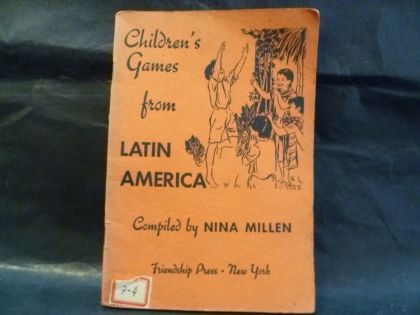 Children's
Games
from
LATIN
AMERICA
Compiled by NINA MILLEN
Friendship Press • New York
7-4